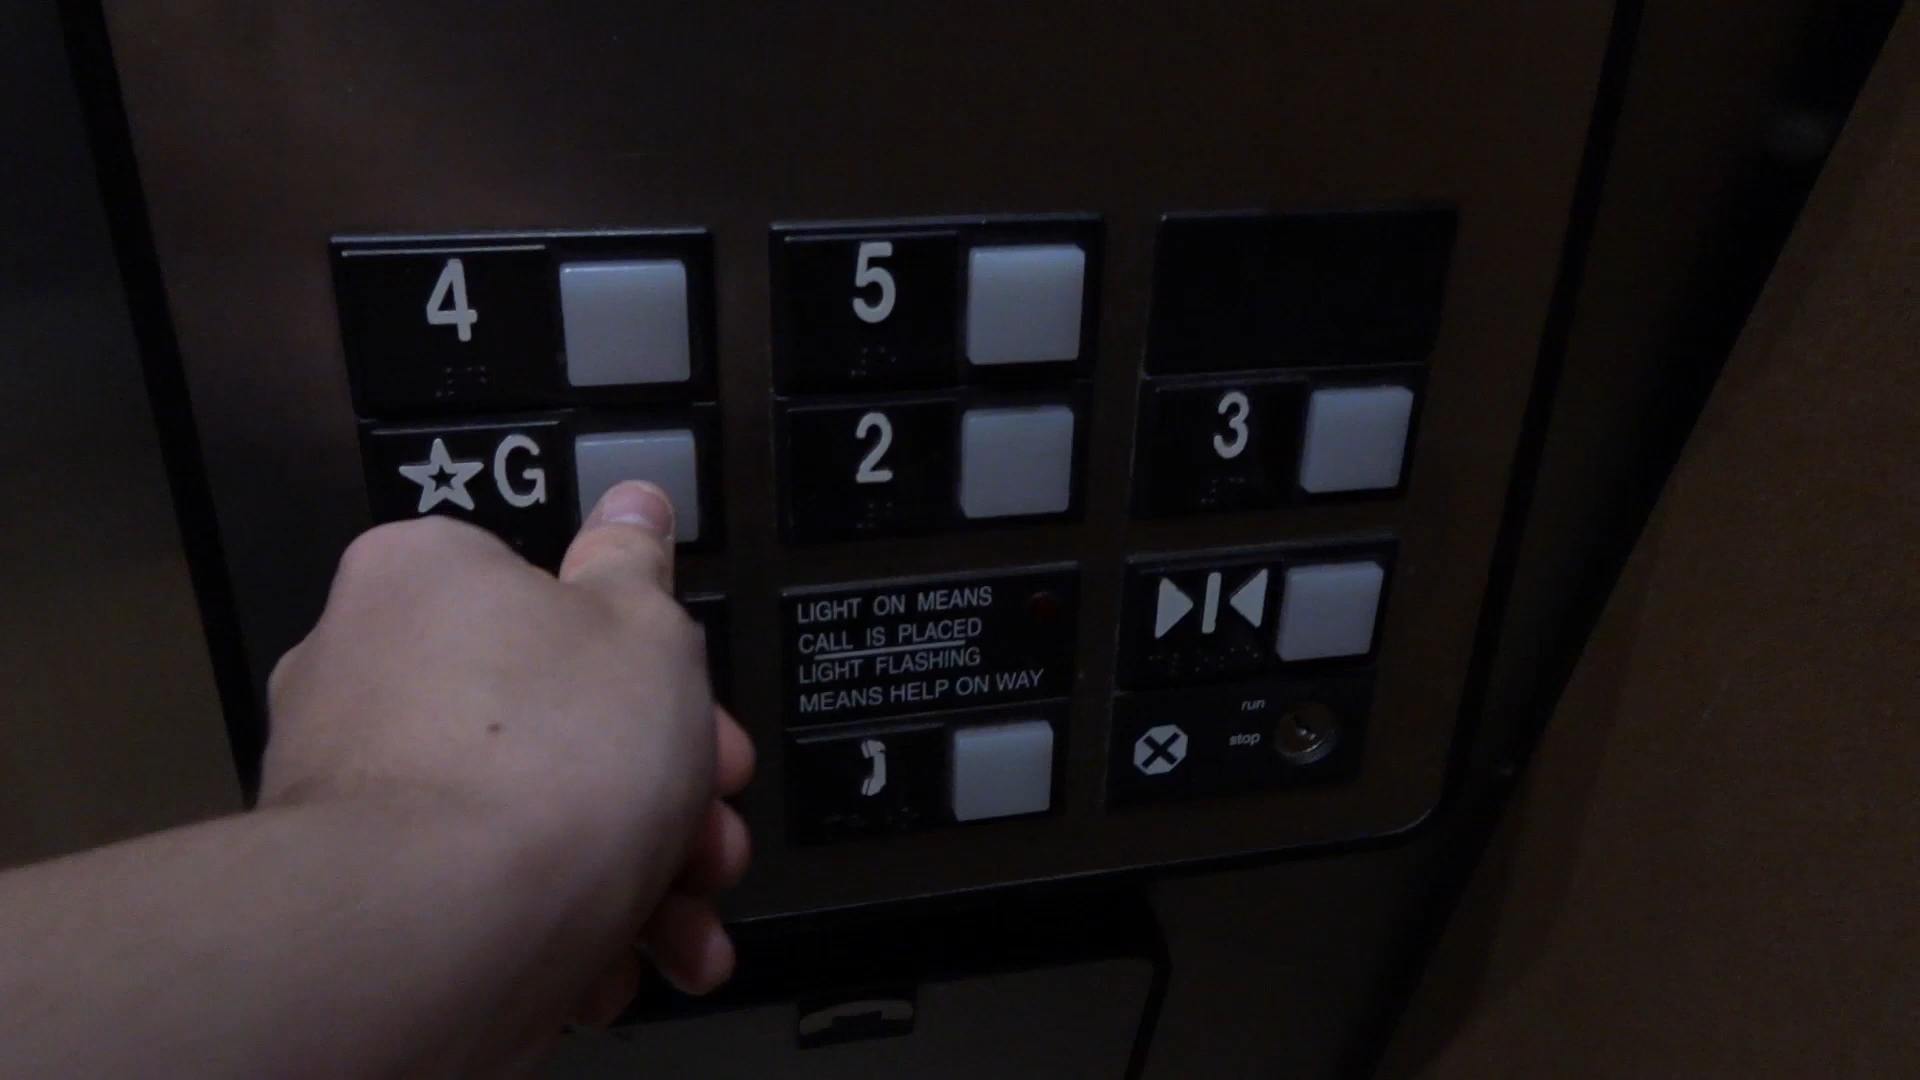 4
5
☆G
2
3
LIGHT ON MEANS
CALL IS PLACED
LIGHT FLASHING
MEANS HELP ON WAY
run
stop